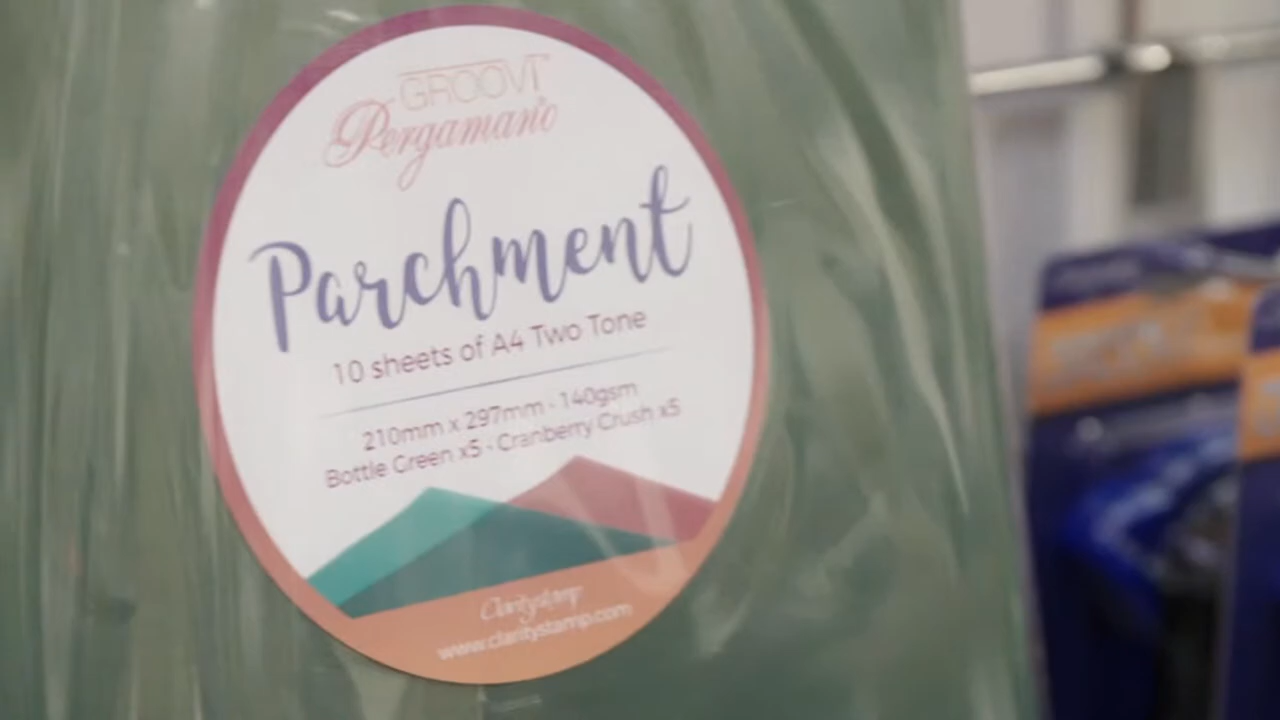 GROOVI
Pergamano
Parchment
10 sheets of A4 Two Tone
210mm x 297mm - 140gsm
Bottle Green x5 - Cranberry Crush x5
Claritystamp
www.claritystamp.com